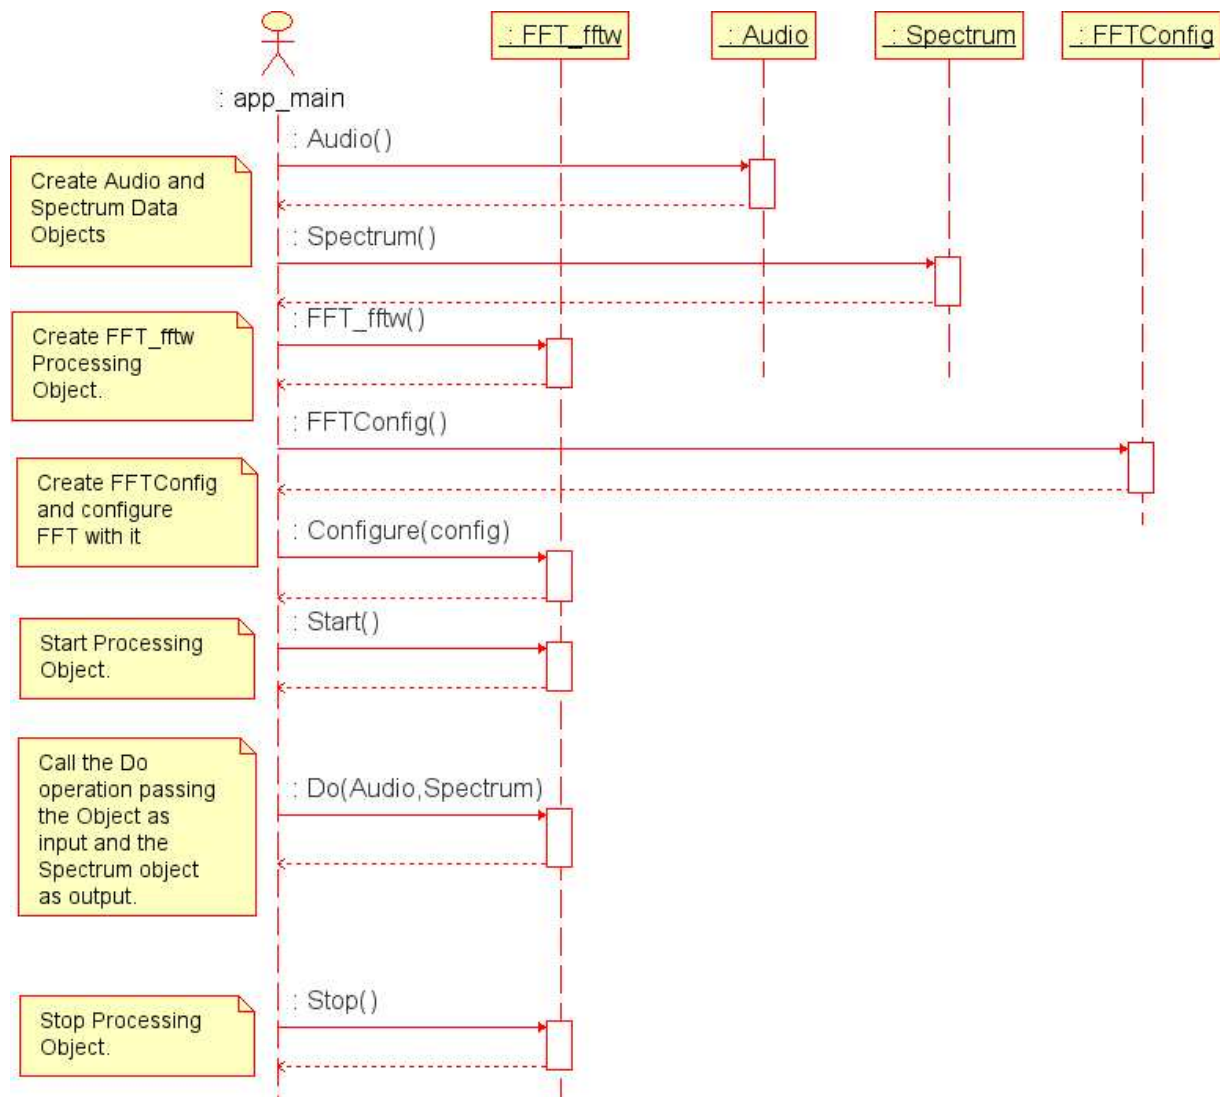 : FFT_fftw
: Audio
: Spectrum
: FFTConfig
: app_main
: Audio()
Create Audio and
Spectrum Data
Objects
: Spectrum()
: FFT_fftw()
Create FFT_fftw
Processing
Object.
: FFTConfig()
Create FFTConfig
and configure
FFT with it
: Configure(config)
: Start()
Start Processing
Object.
Call the Do
operation passing
the Object as
input and the
Spectrum object
as output.
: Do(Audio,Spectrum)
: Stop()
Stop Processing
Object.